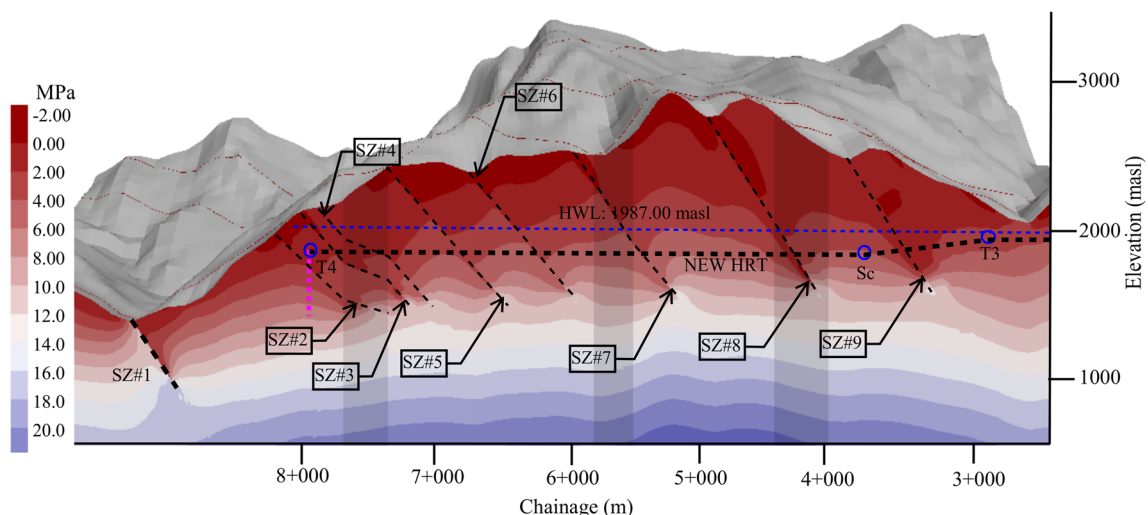 MPa
-2.00
0.00
2.00
4.00
6.00
8.00
10.0
12.0
14.0
16.0
18.0
20.0
SZ#6
SZ#4
HWL: 1987.00 masl
T4
NEW HRT
Sc
T3
SZ#2
SZ#3
SZ#5
SZ#7
SZ#8
SZ#9
SZ#1
3000
2000
1000
Elevation (masl)
8+000
7+000
6+000
5+000
4+000
3+000
Chainage (m)